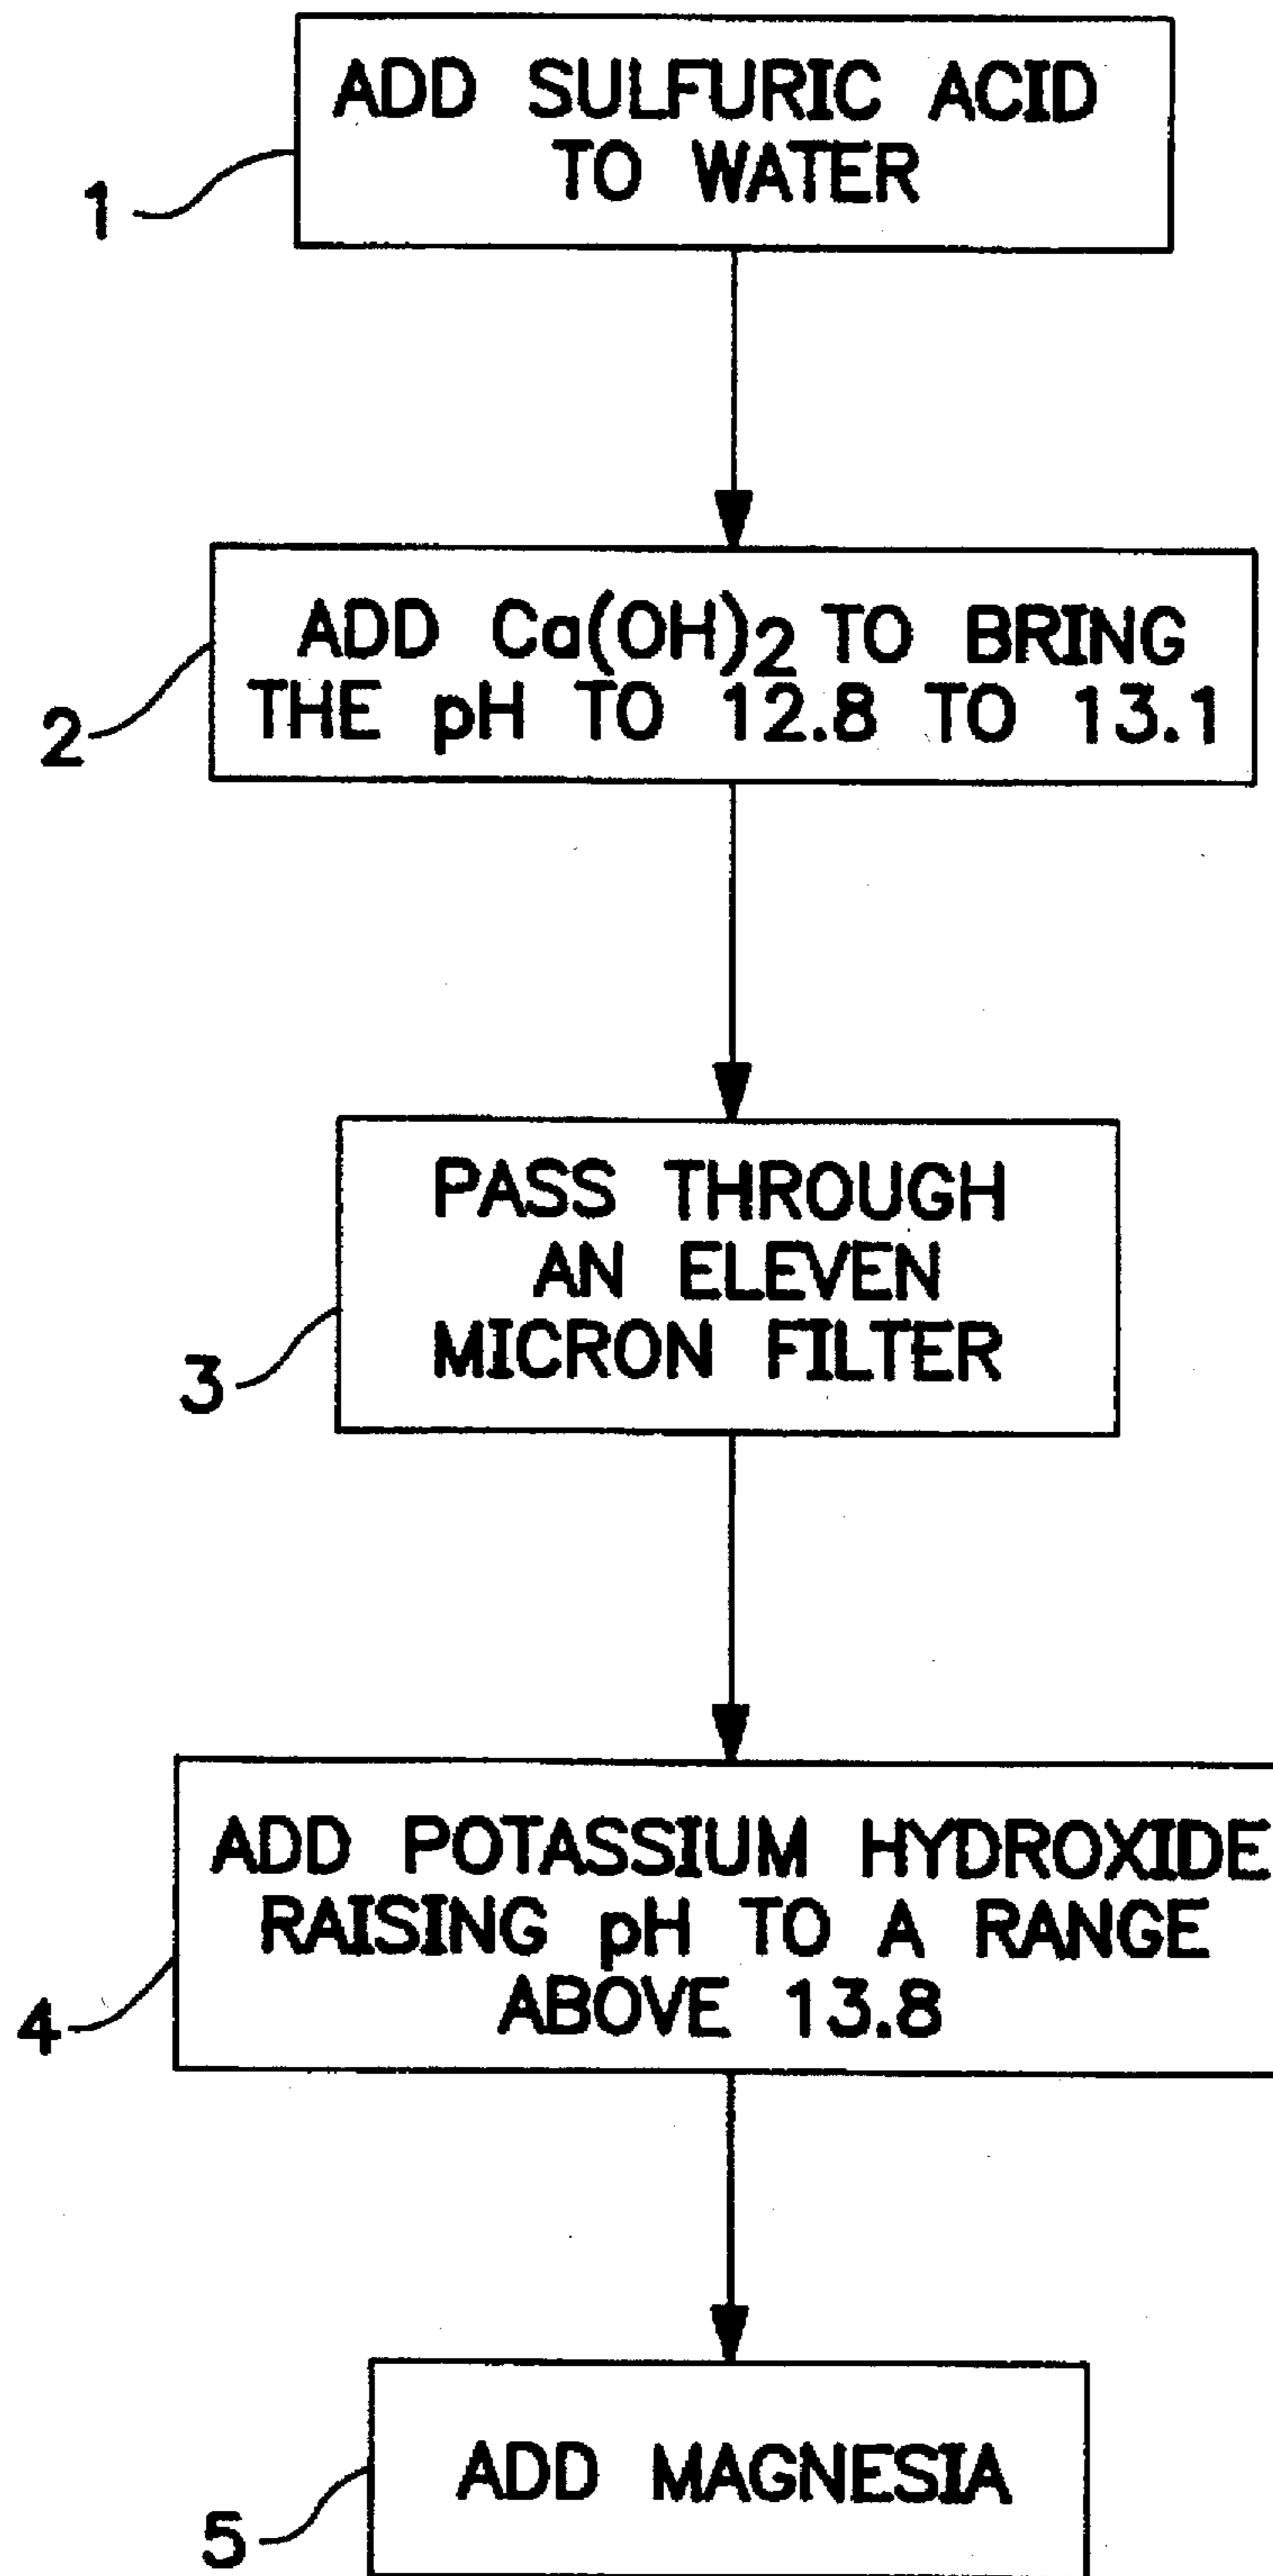 ADD SULFURIC ACID
TO WATER
1
ADD Ca(OH)2 TO BRING
THE pH TO 12.8 TO 13.1
2
PASS THROUGH
AN ELEVEN
MICRON FILTER
3
ADD POTASSIUM HYDROXIDE
RAISING pH TO A RANGE
ABOVE 13.8
4
ADD MAGNESIA
5